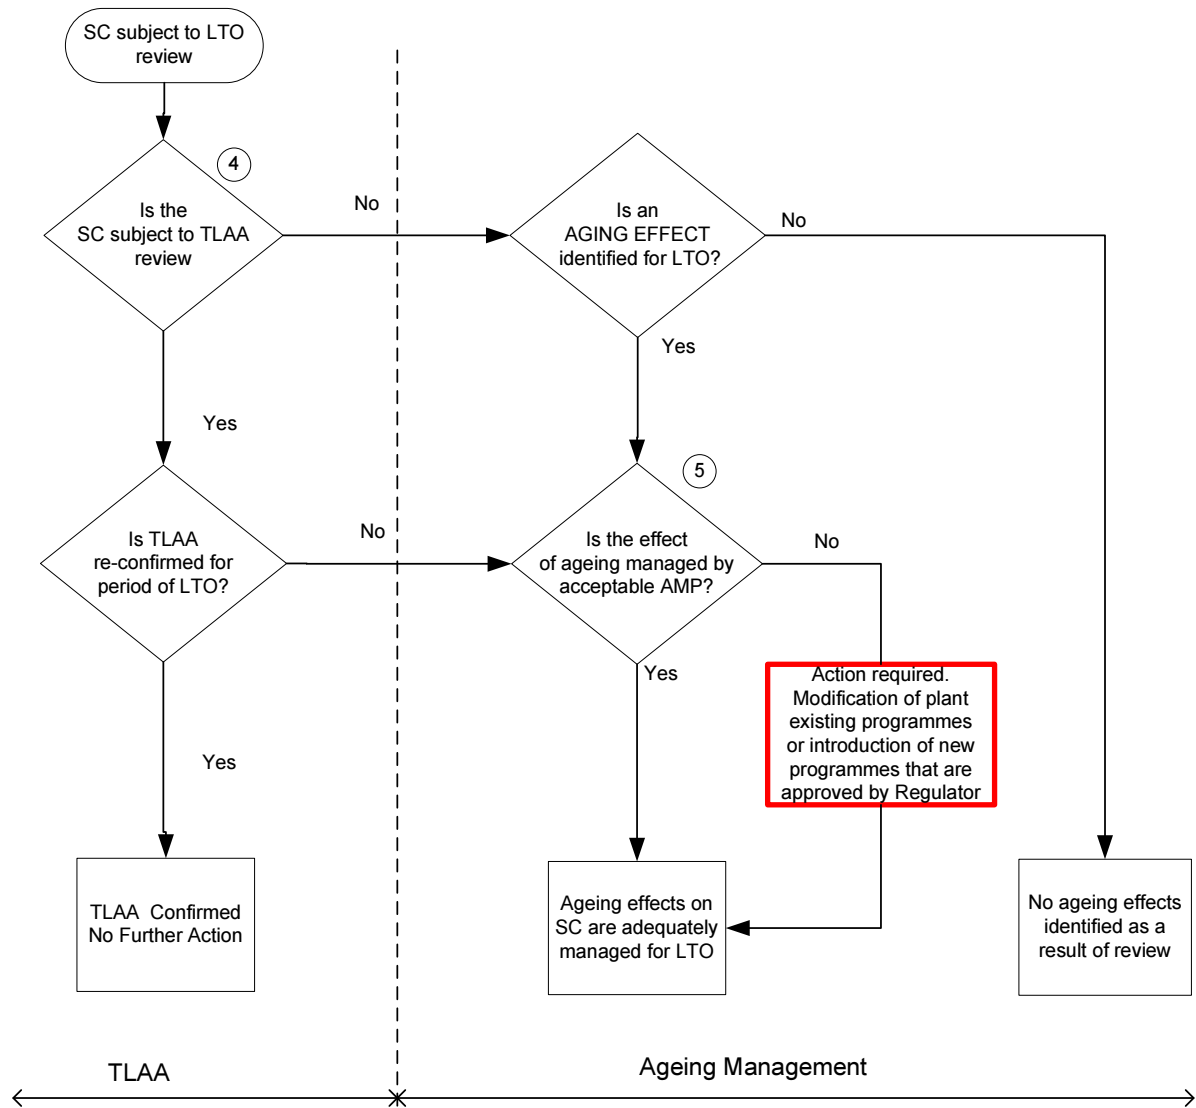 SC subject to LTO
review
4
Is the
SC subject to TLAA
review
No
Is an
AGING EFFECT
identified for LTO?
No
Yes
Yes
5
Is TLAA
re-confirmed for
period of LTO?
No
Is the effect
of ageing managed by
acceptable AMP?
No
Yes
Action required.
Modification of plant
existing programmes
or introduction of new
programmes that are
approved by Regulator
Yes
TLAA Confirmed
No Further Action
Ageing effects on
SC are adequately
managed for LTO
No ageing effects
identified as a
result of review
TLAA
Ageing Management